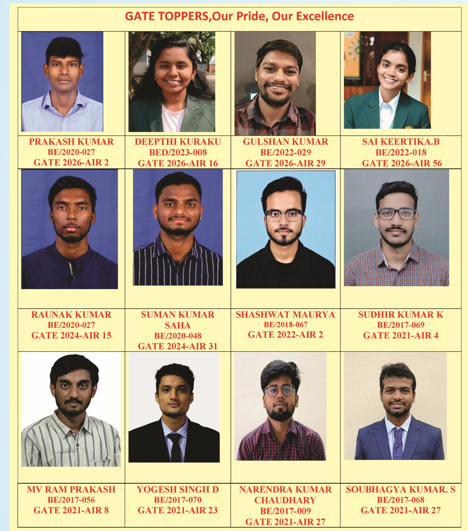 GATE TOPPERS,Our Pride, Our Excellence
PRAKASH KUMAR
BE/2020-027
GATE 2026-AIR 2
DEEPTHI KURAKU
BED/2023-008
GATE 2026-AIR 16
GULSHAN KUMAR
BE/2022-029
GATE 2026-AIR 29
SAI KEERTIKA.B
BE/2022-018
GATE 2026-AIR 56
RAUNAK KUMAR
BE/2020-027
GATE 2024-AIR 15
SUMAN KUMAR
SAHA
BE/2020-048
GATE 2024-AIR 31
SHASHWAT MAURYA
BE/2018-067
GATE 2022-AIR 2
SUDHIR KUMAR K
BE/2017-069
GATE 2021-AIR 4
MV RAM PRAKASH
BE/2017-056
GATE 2021-AIR 8
YOGESH SINGH D
BE/2017-070
GATE 2021-AIR 23
NARENDRA KUMAR
CHAUDHARY
BE/2017-009
GATE 2021-AIR 27
SOUBHAGYA KUMAR. S
BE/2017-068
GATE 2021-AIR 27